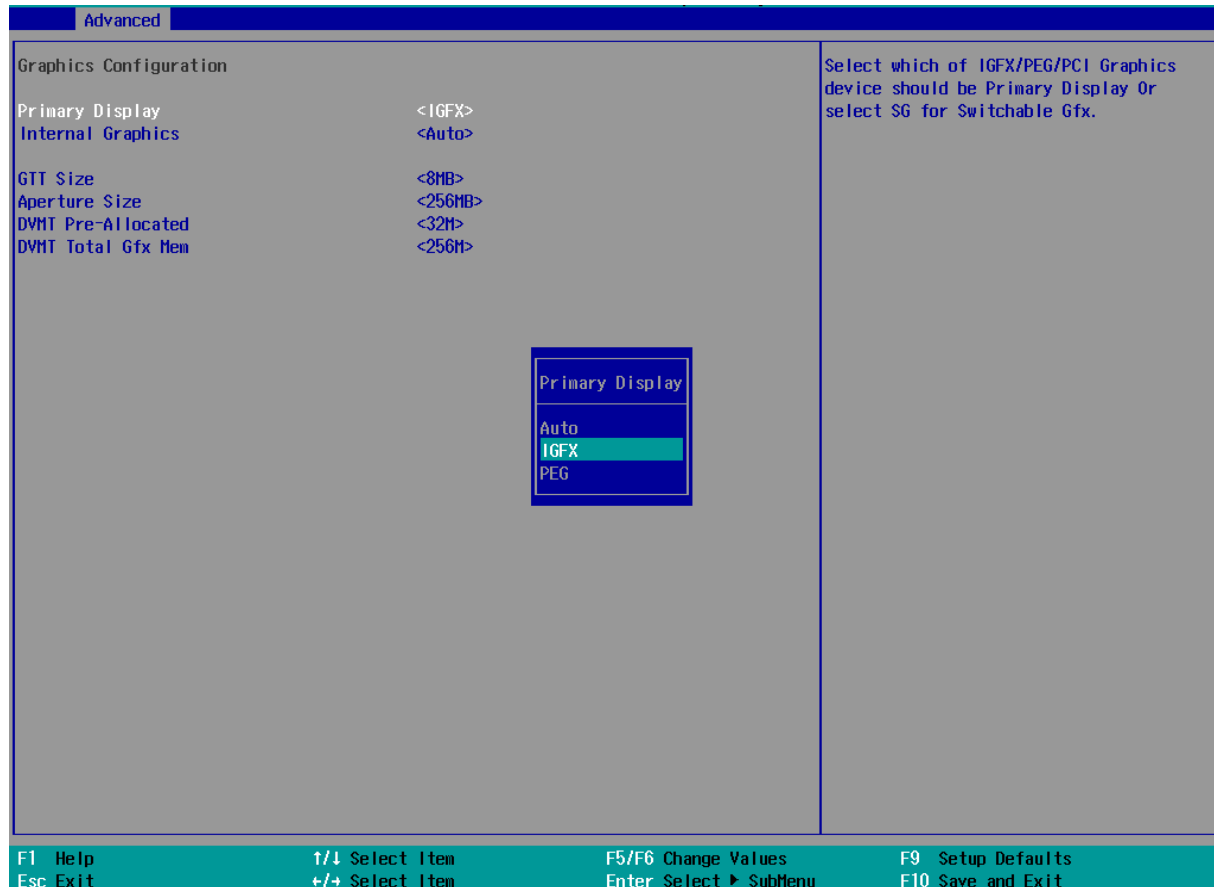 Advanced
Graphics Configuration
Primary Display <IGFX>
Internal Graphics <Auto>
GTT Size <8MB>
Aperture Size <256MB>
DVMT Pre-Allocated <32M>
DVMT Total Gfx Mem <256M>
Select which of IGFX/PEG/PCI Graphics
device should be Primary Display Or
select SG for Switchable Gfx.
Primary Display
Auto
IGFX
PEG
F1 Help ↑/↓ Select Item F5/F6 Change Values F9 Setup Defaults
Esc Exit ←/→ Select Item Enter Select ▶ SubMenu F10 Save and Exit